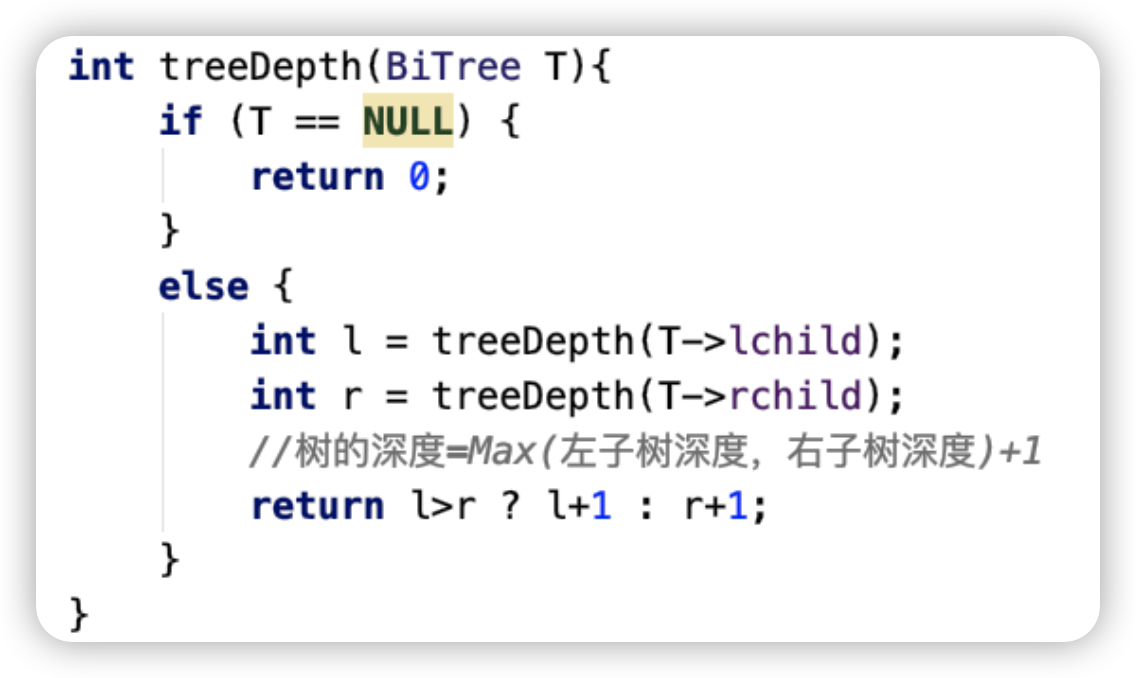 int treeDepth(BiTree T){
    if (T == NULL) {
        return 0;
    }
    else {
        int l = treeDepth(T->lchild);
        int r = treeDepth(T->rchild);
        //树的深度=Max(左子树深度，右子树深度)+1
        return l>r ? l+1 : r+1;
    }
}